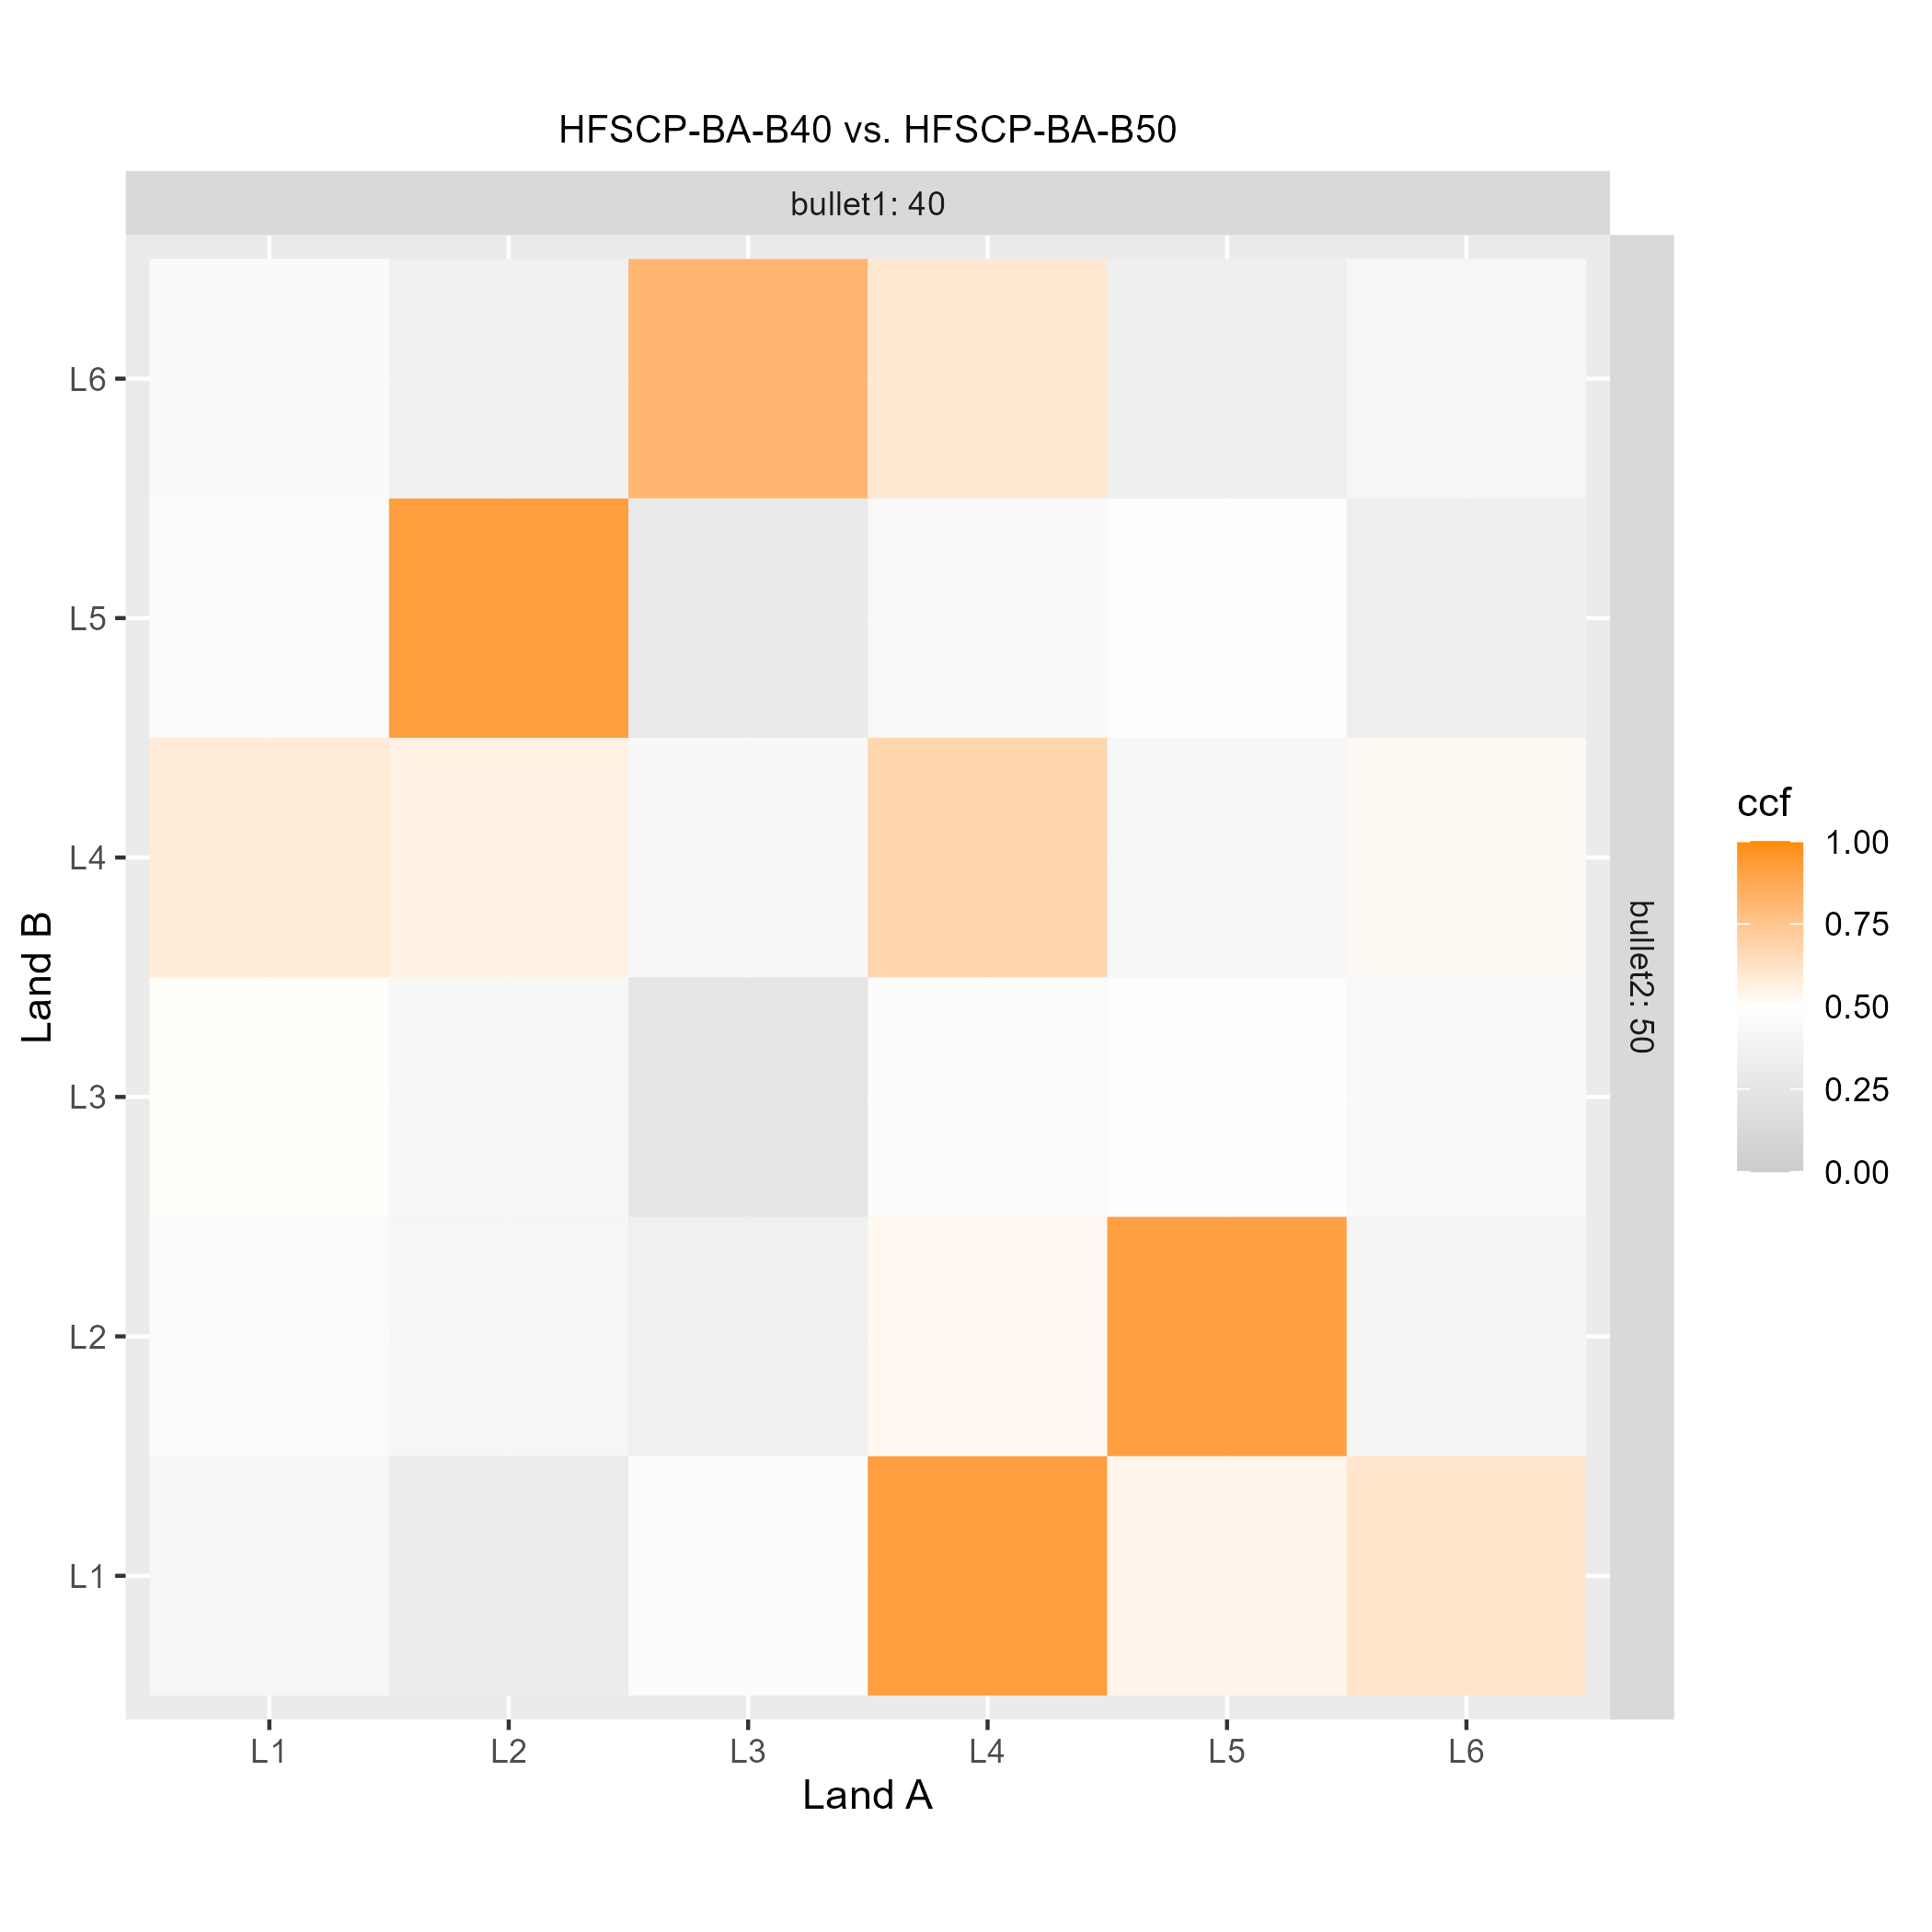 HFSCP-BA-B40 vs. HFSCP-BA-B50
bullet1: 40
L6
L5
L4
L3
L2
L1
Land B
L1 L2 L3 L4 L5 L6
Land A
bullet2: 50
ccf
1.00
0.75
0.50
0.25
0.00